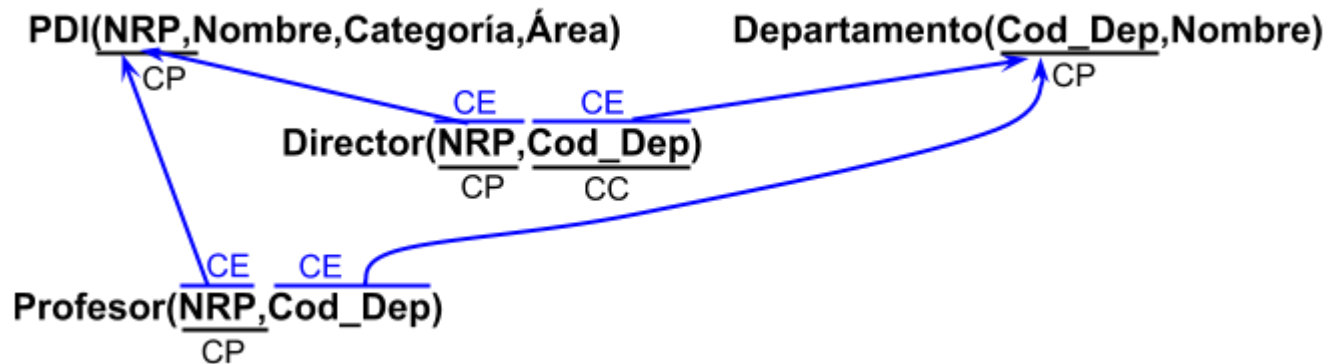 PDI(NRP,Nombre,Categoría,Área)
CP
Departamento(Cod_Dep,Nombre)
CP
CE CE
Director(NRP,Cod_Dep)
CP CC
CE CE
Profesor(NRP,Cod_Dep)
CP